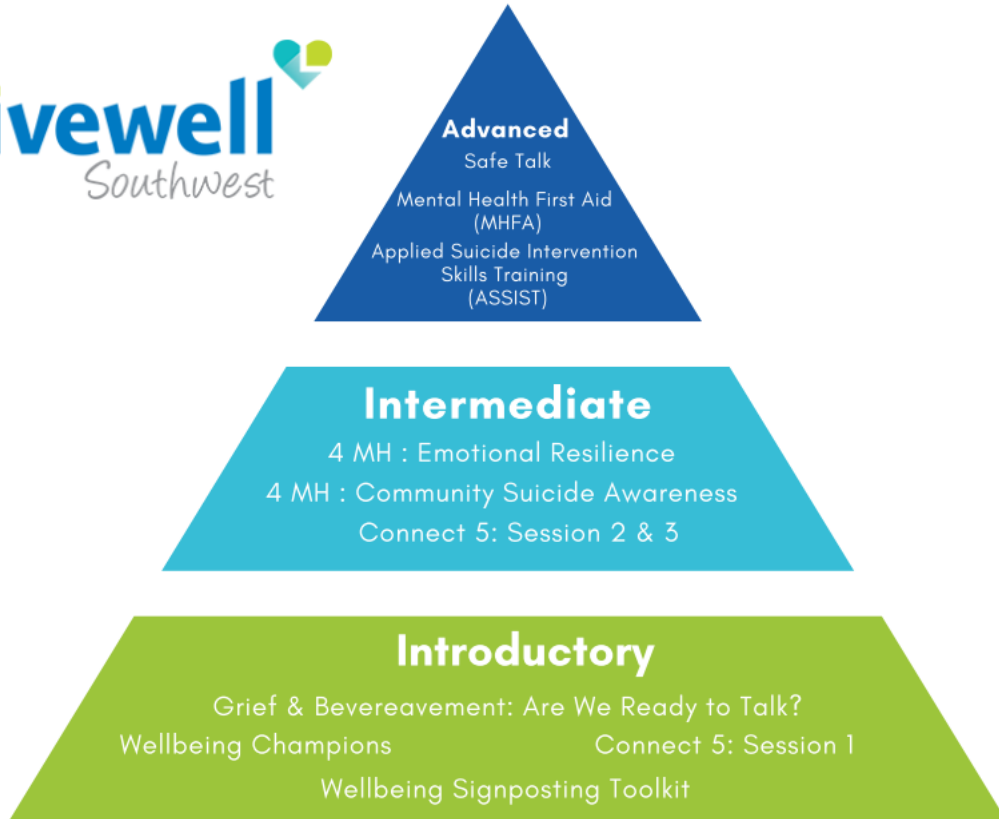 ivewell
Southwest
Advanced
Safe Talk
Mental Health First Aid
(MHFA)
Applied Suicide Intervention
Skills Training
(ASSIST)
Intermediate
4 MH : Emotional Resilience
4 MH : Community Suicide Awareness
Connect 5: Session 2 & 3
Introductory
Grief & Bevereavement: Are We Ready to Talk?
Wellbeing Champions Connect 5: Session 1
Wellbeing Signposting Toolkit